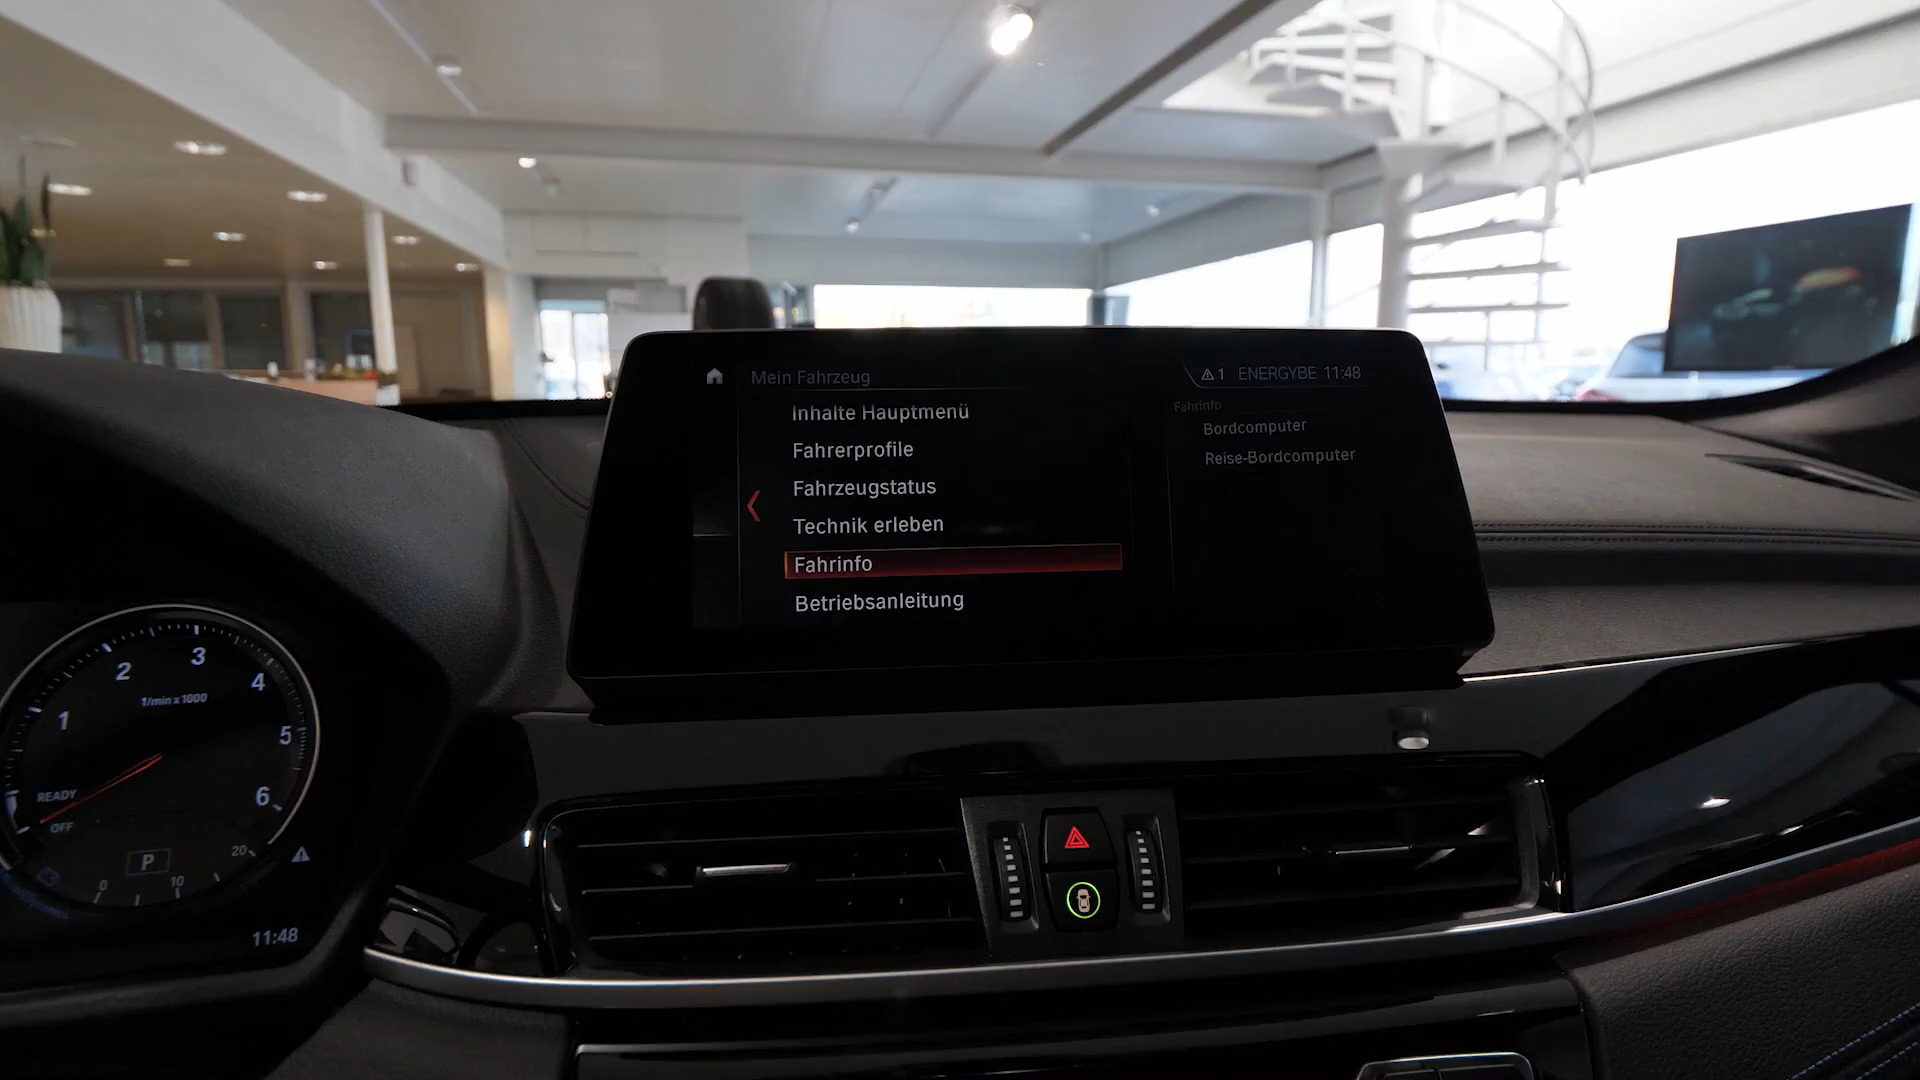 Mein Fahrzeug
1 ENERGYBE 11:48
Inhalte Hauptmenü
Fahrerprofile
Fahrzeugstatus
Technik erleben
Fahrinfo
Betriebsanleitung
Fahrinfo
Bordcomputer
Reise-Bordcomputer
1 2 3 4 5 6
1/min x 1000
READY
OFF
P
0 10 20
11:48